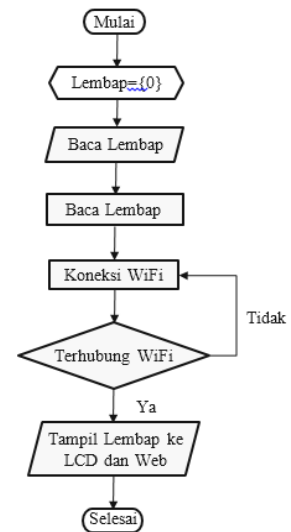 Mulai
Lembap={0}
Baca Lembap
Baca Lembap
Koneksi WiFi
Tidak
Terhubung WiFi
Ya
Tampil Lembap ke
LCD dan Web
Selesai